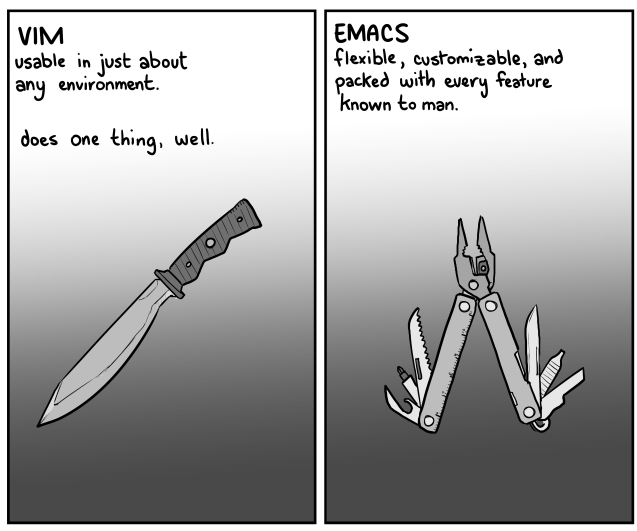 VIM
usable in just about
any environment.
does one thing, well.
EMACS
flexible, customizable, and
packed with every feature
known to man.